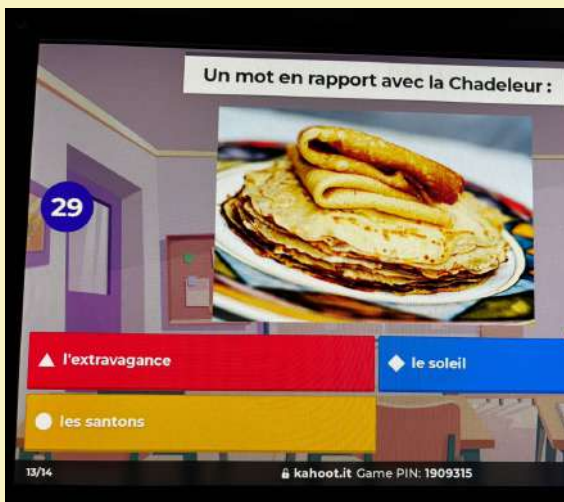 Un mot en rapport avec la Chadeleur :
29
l'extravagance
le soleil
les santons
13/14
kahoot.it Game PIN: 1909315